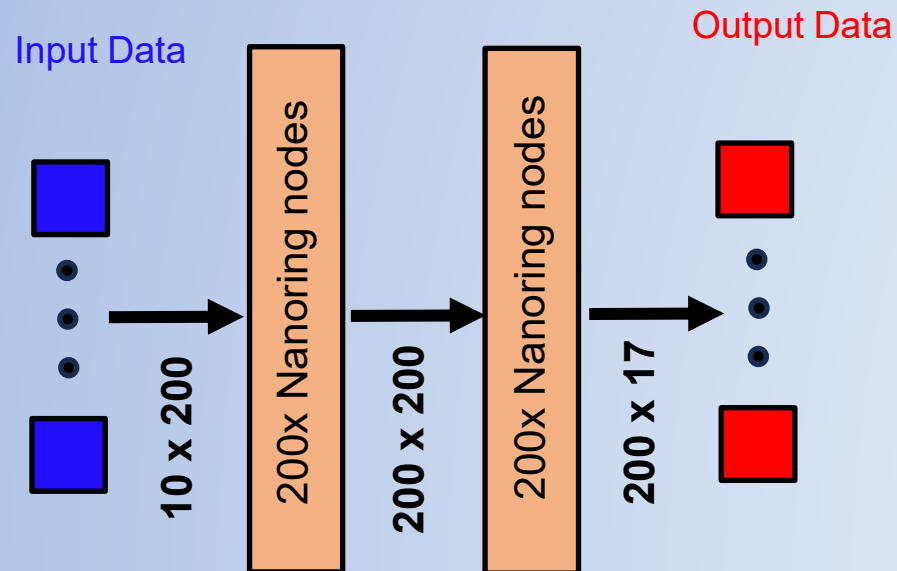 Input Data
Output Data
10 x 200
200x Nanoring nodes
200 x 200
200x Nanoring nodes
200 x 17